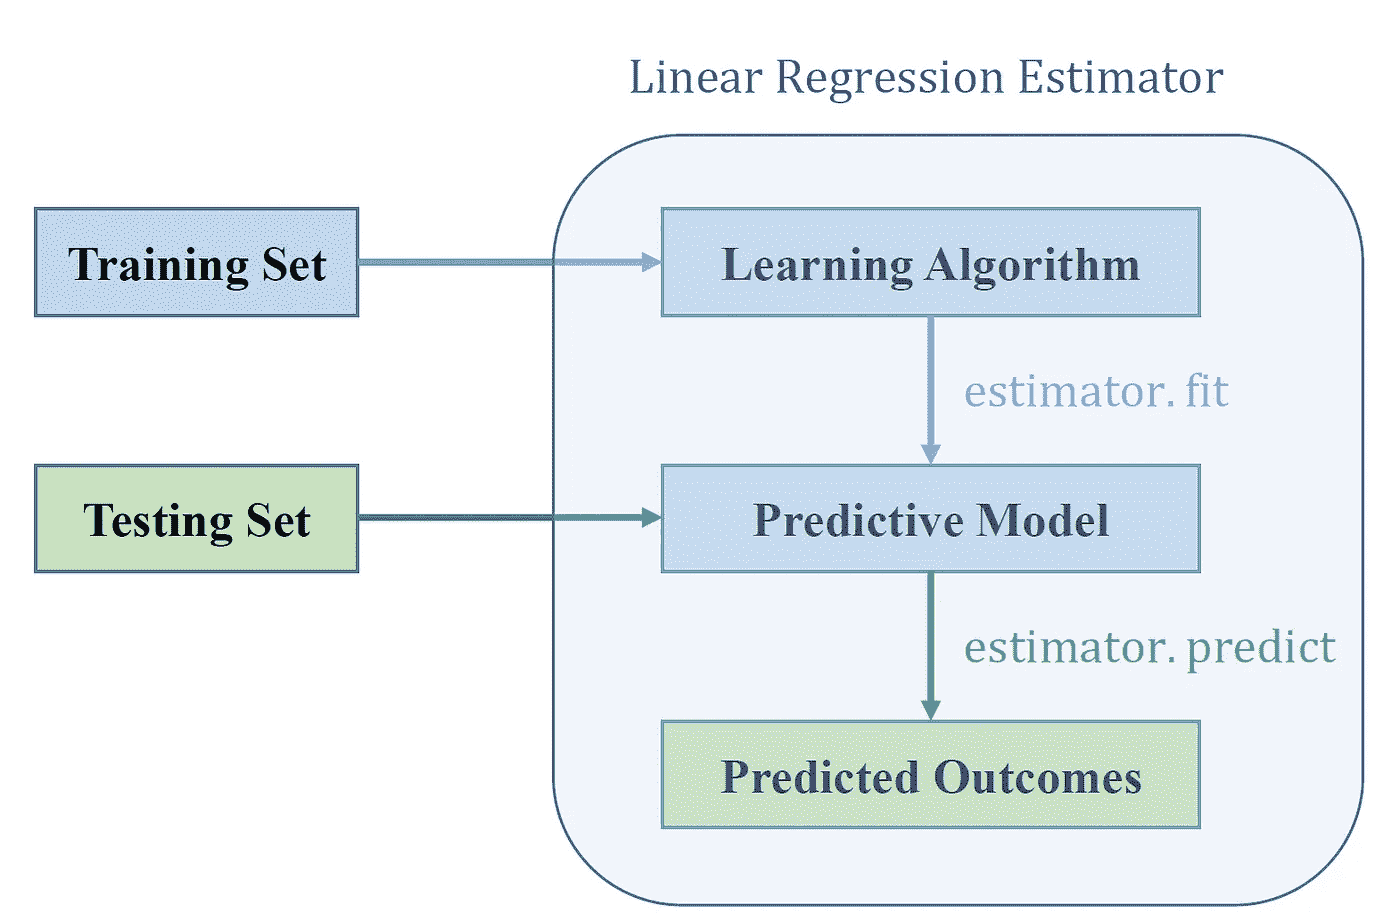 Linear Regression Estimator
Training Set
Learning Algorithm
estimator. fit
Testing Set
Predictive Model
estimator. predict
Predicted Outcomes